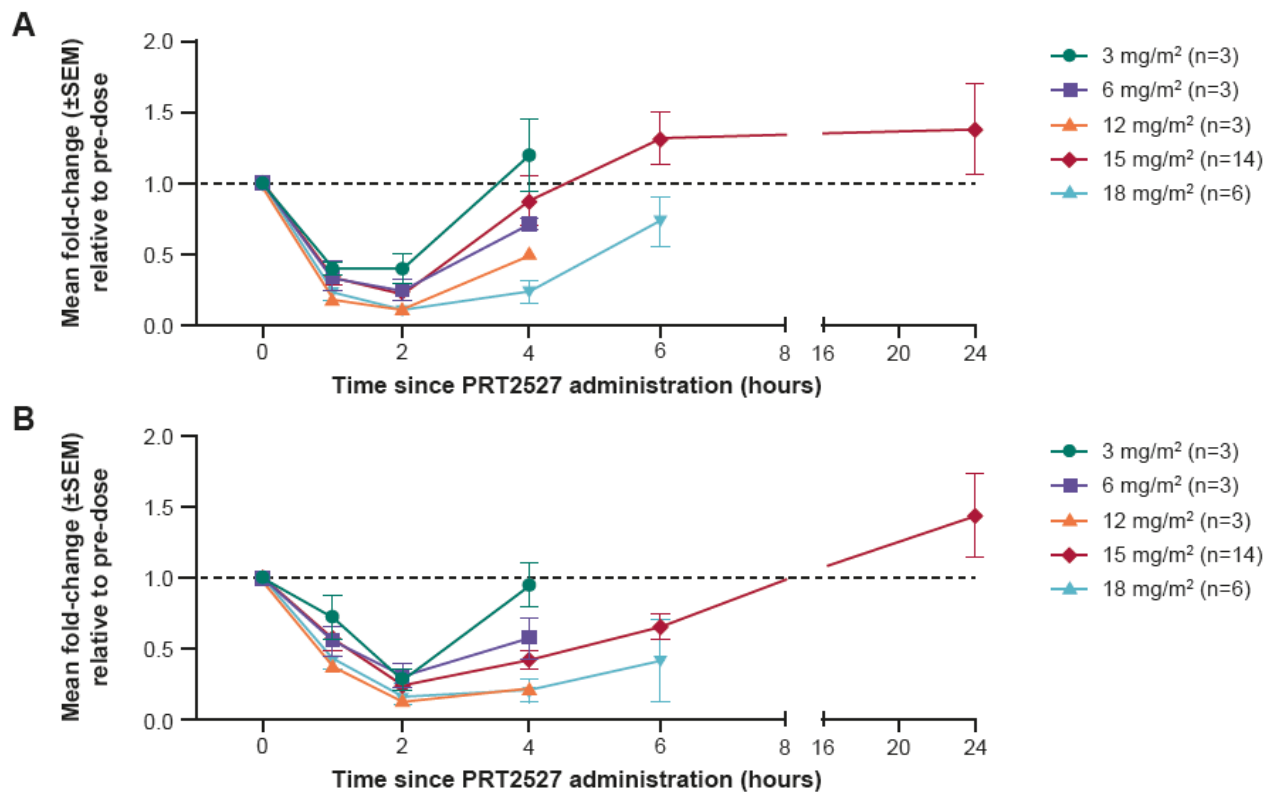 A
Mean fold-change (±SEM)
relative to pre-dose
2.0
1.5
1.0
0.5
0.0
0 2 4 6 8 16 20 24
Time since PRT2527 administration (hours)
3 mg/m² (n=3)
6 mg/m² (n=3)
12 mg/m² (n=3)
15 mg/m² (n=14)
18 mg/m² (n=6)
B
Mean fold-change (±SEM)
relative to pre-dose
2.0
1.5
1.0
0.5
0.0
0 2 4 6 8 16 20 24
Time since PRT2527 administration (hours)
3 mg/m² (n=3)
6 mg/m² (n=3)
12 mg/m² (n=3)
15 mg/m² (n=14)
18 mg/m² (n=6)